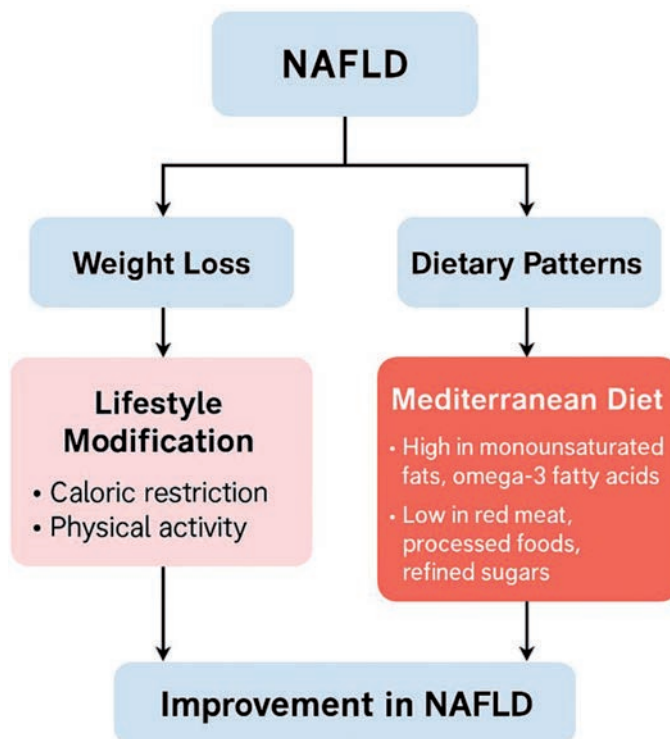 NAFLD
Weight Loss
Dietary Patterns
Lifestyle
Modification
• Caloric restriction
• Physical activity
Mediterranean Diet
• High in monounsaturated
fats, omega-3 fatty acids
• Low in red meat,
processed foods,
refined sugars
Improvement in NAFLD